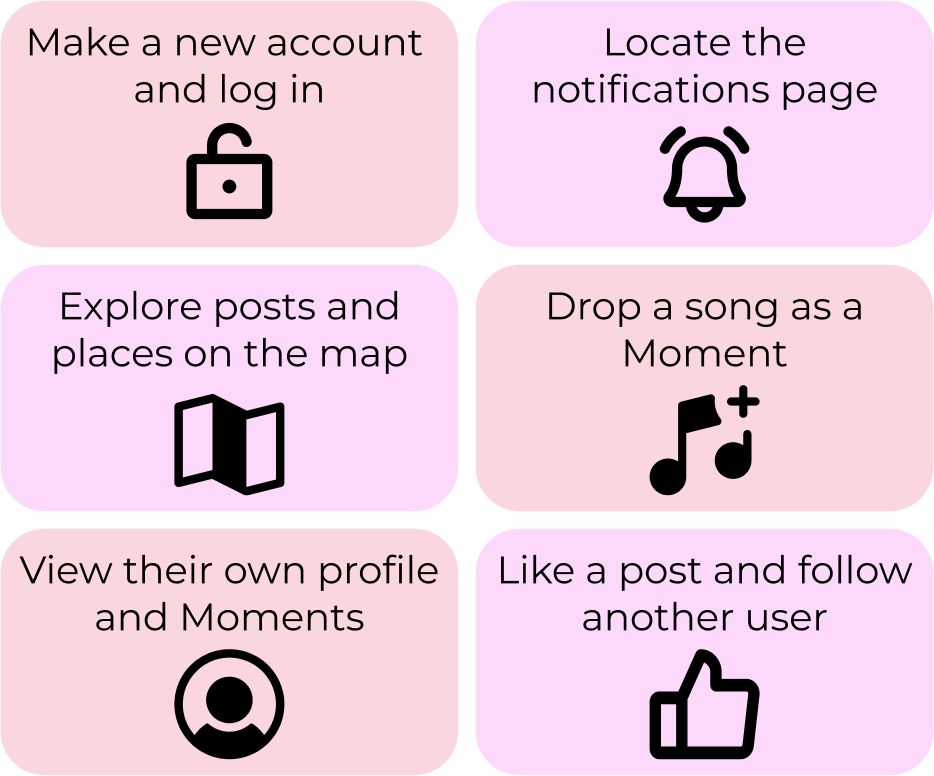 Make a new account
and log in
Locate the
notifications page
Explore posts and
places on the map
Drop a song as a
Moment
View their own profile
and Moments
Like a post and follow
another user